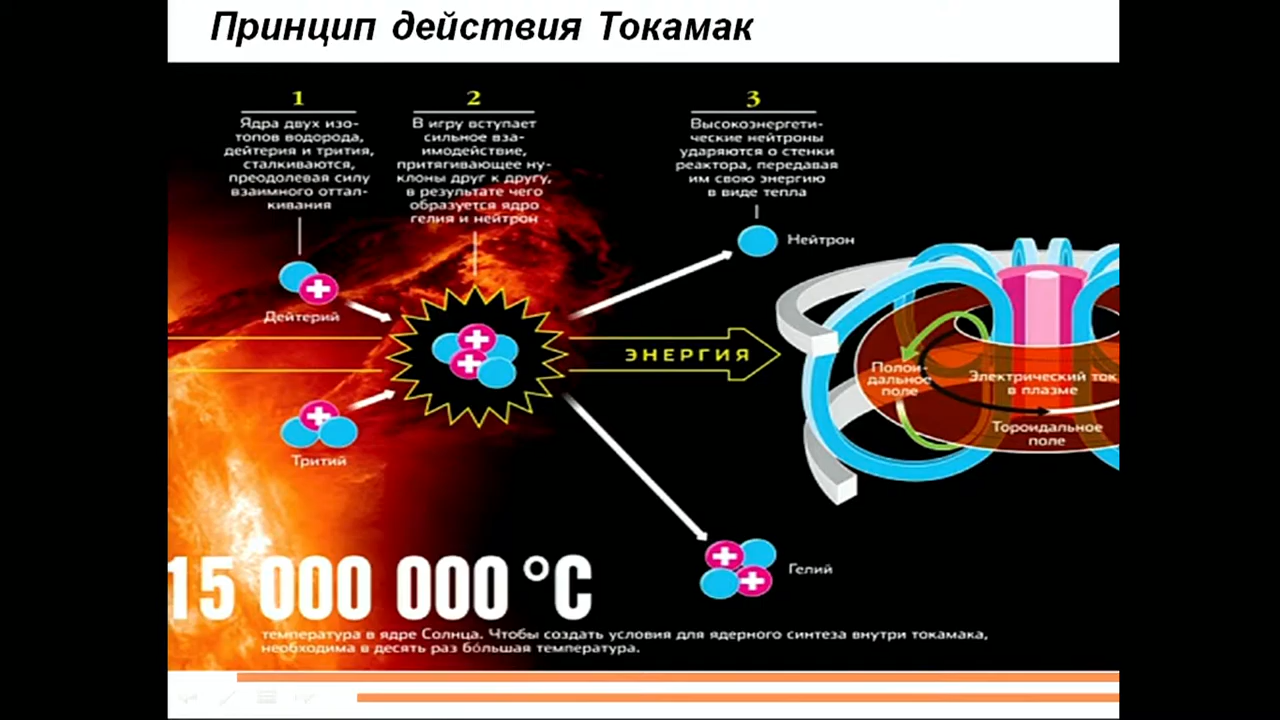 Принцип действия Токамак
1
Ядра двух изо-
топов водорода,
дейтерия и трития,
сталкиваются,
преодолевая силу
взаимного оттал-
кивания
2
В игру вступает
сильное вза-
имодействие,
притягивающее ну-
клоны друг к другу,
в результате чего
образуется ядро
гелия и нейтрон
3
Высокоэнергети-
ческие нейтроны
ударяются о стенки
реактора, передавая
им свою энергию
в виде тепла
Нейтрон
Дейтерий
ЭНЕРГИЯ
Полои-
дальное
поле
Электрический ток
в плазме
Тороидальное
поле
Тритий
Гелий
15 000 000 °C
температура в ядре Солнца. Чтобы создать условия для ядерного синтеза внутри токамака,
необходима в десять раз бо́льшая температура.